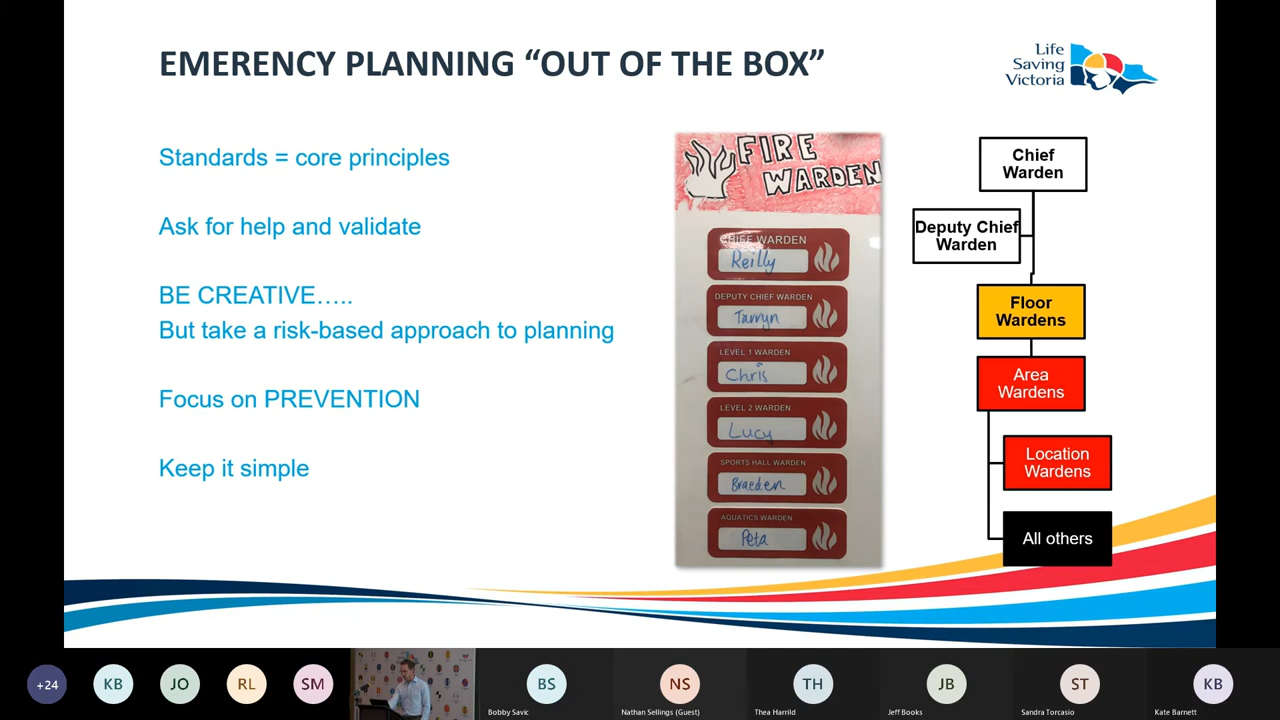 EMERENCY PLANNING “OUT OF THE BOX”
Life
Saving
Victoria
Standards = core principles
Ask for help and validate
BE CREATIVE…..
But take a risk-based approach to planning
Focus on PREVENTION
Keep it simple
FIRE
WARDEN
CHIEF WARDEN
Reilly
DEPUTY CHIEF WARDEN
Tarryn
LEVEL 1 WARDEN
Chris
LEVEL 2 WARDEN
Lucy
SPORTS HALL WARDEN
Braeden
AQUATICS WARDEN
Peta
Chief
Warden
Deputy Chief
Warden
Floor
Wardens
Area
Wardens
Location
Wardens
All others
+24
KB
JO
RL
SM
BS
Bobby Savic
NS
Nathan Sellings (Guest)
TH
Thea Harrild
JB
Jeff Books
ST
Sandra Torcasio
KB
Kate Barnett